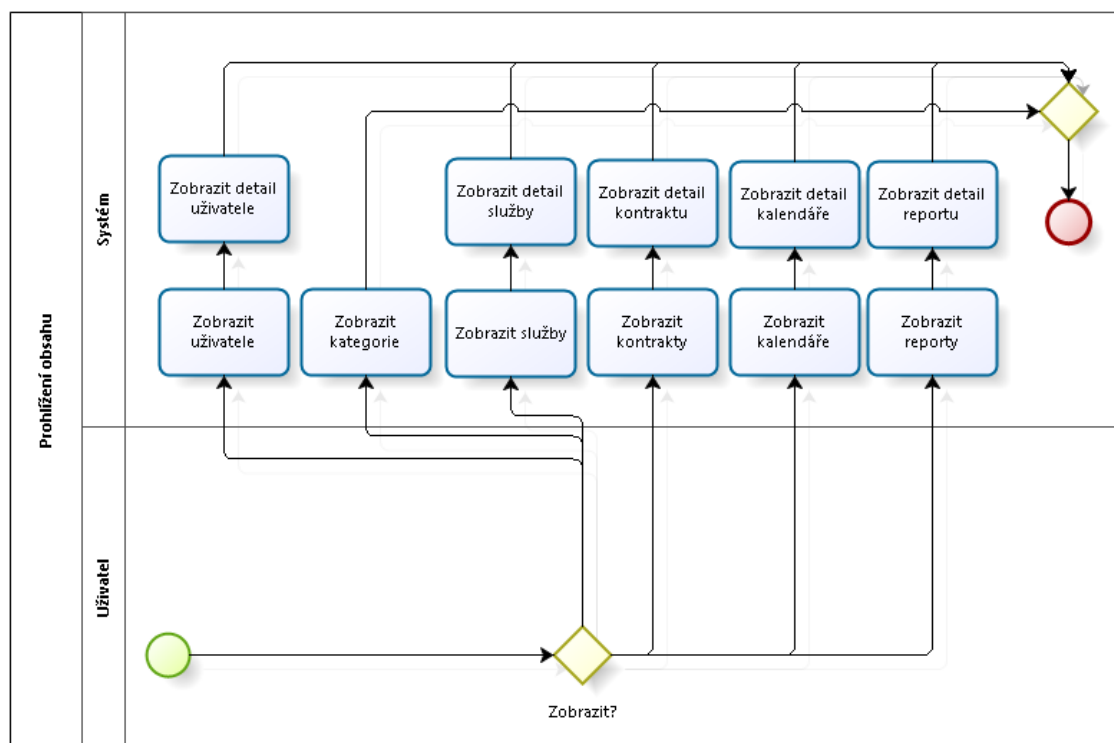 Prohlížení obsahu
Systém
Zobrazit detail
uživatele
Zobrazit detail
služby
Zobrazit detail
kontraktu
Zobrazit detail
kalendáře
Zobrazit detail
reportu
Zobrazit
uživatele
Zobrazit
kategorie
Zobrazit služby
Zobrazit
kontrakty
Zobrazit
kalendáře
Zobrazit
reporty
Uživatel
Zobrazit?